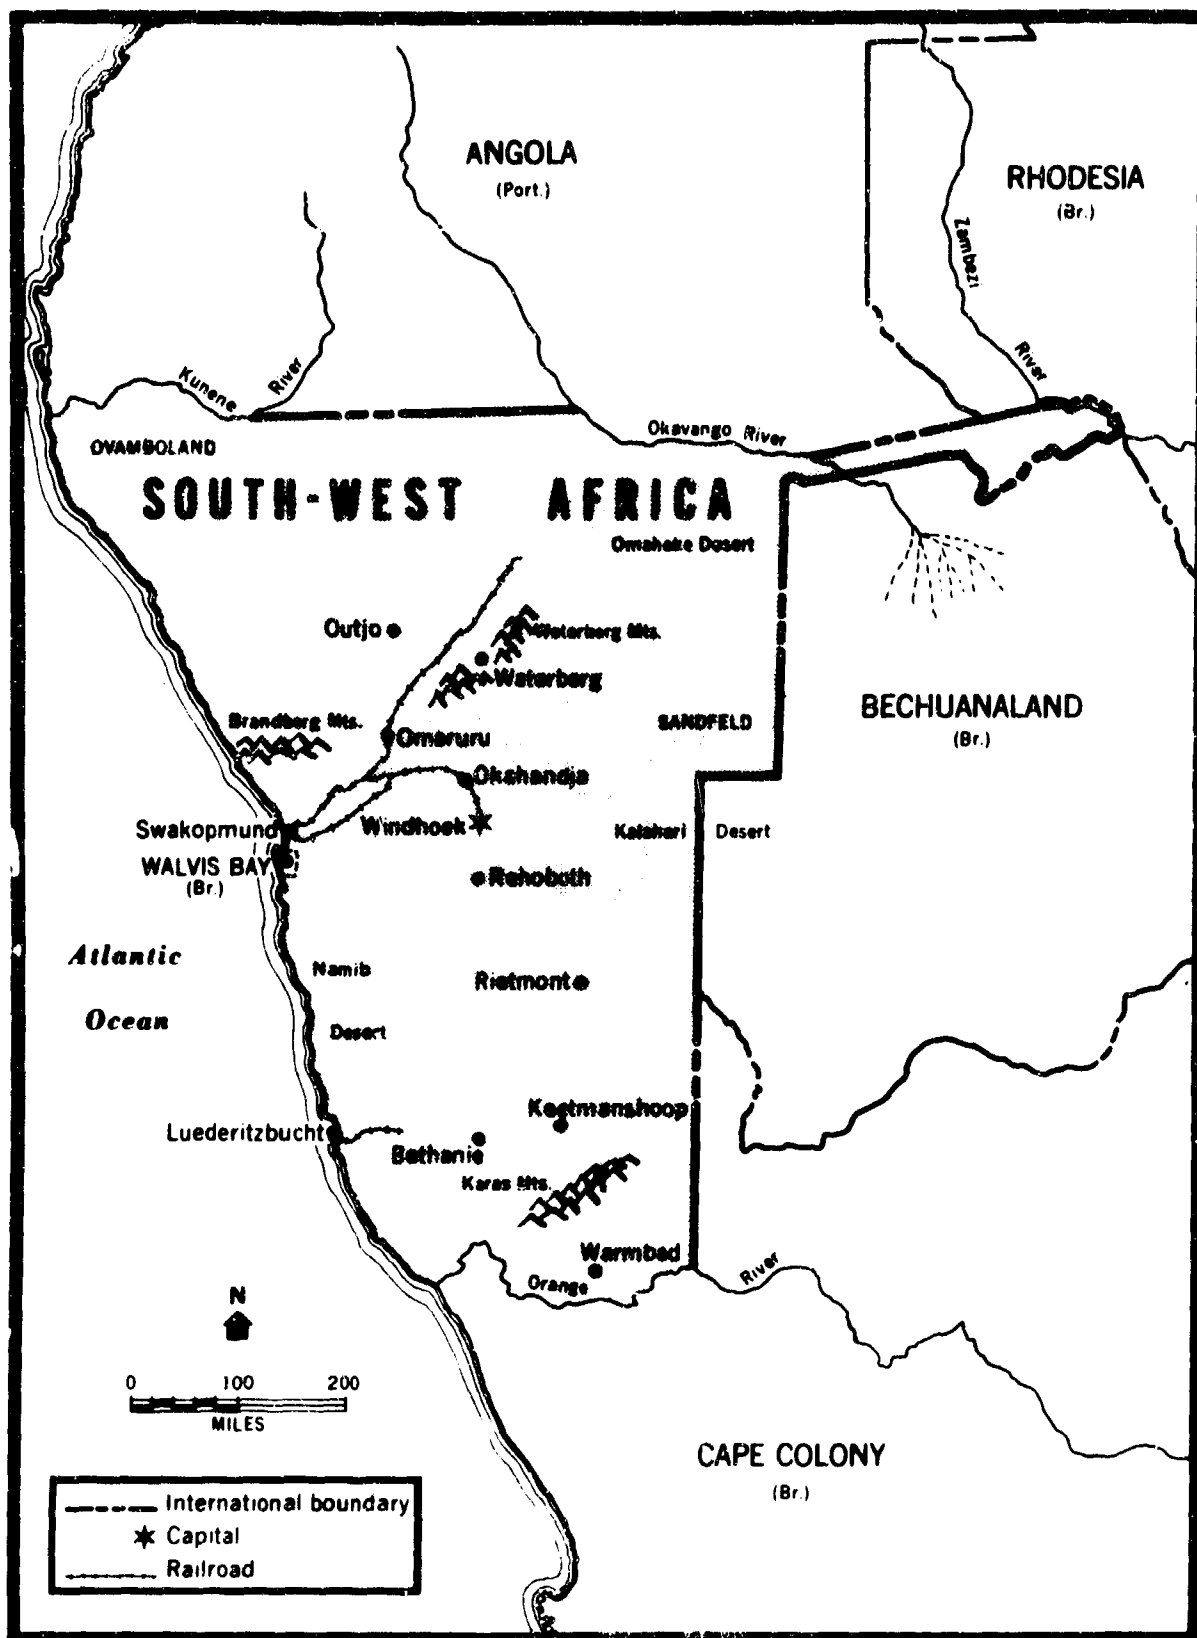 ANGOLA
(Port.)
RHODESIA
(Br.)
Zambezi
River
Kunene
River
Okavango River
OVAMBOLAND
SOUTH-WEST AFRICA
Omaheke Desert
Outjo
Waterberg Mts.
Waterberg
Brandberg Mts.
Omaruru
SANDFELD
BECHUANALAND
(Br.)
Okahandja
Swakopmund
Windhoek
Kalahari Desert
WALVIS BAY
(Br.)
Rehoboth
Atlantic
Ocean
Namib
Desert
Rietmont
Keetmanshoop
Luederitzbucht
Bethanie
Karas Mts.
Warmbad
Orange
River
N
0 100 200
MILES
CAPE COLONY
(Br.)
International boundary
Capital
Railroad